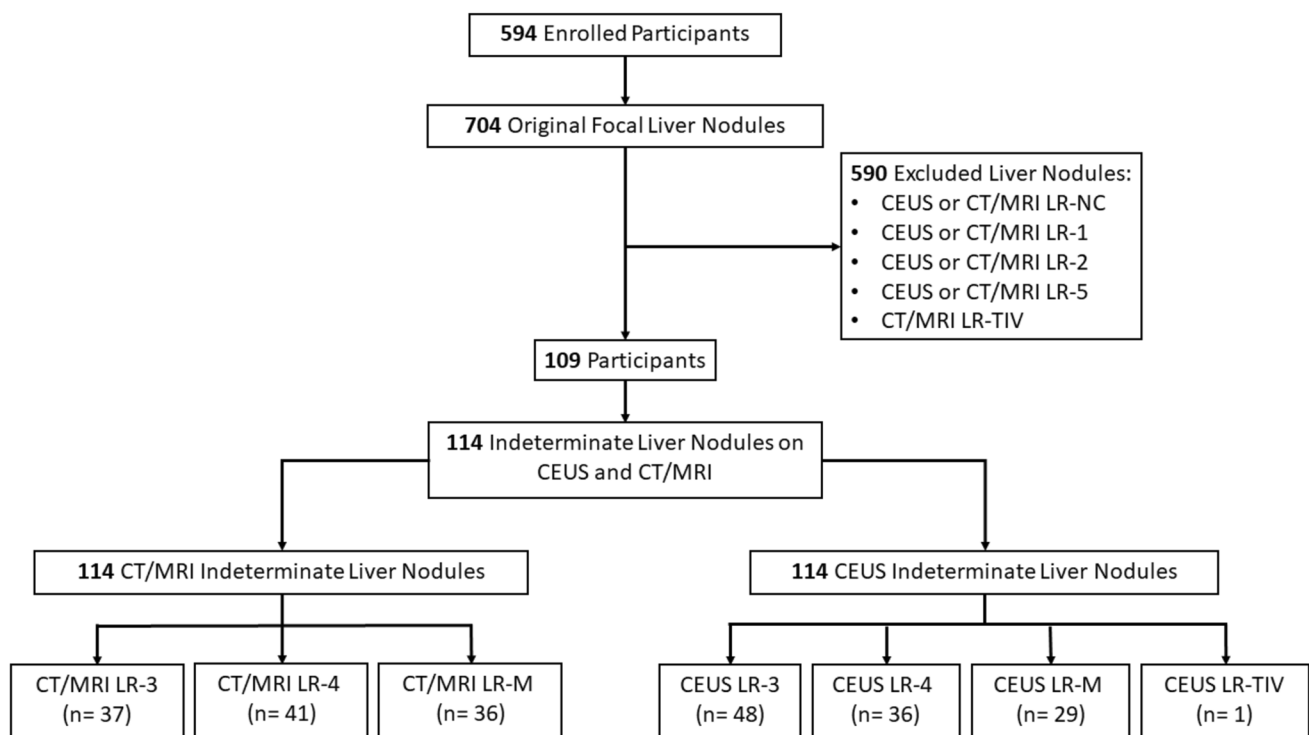 594 Enrolled Participants
704 Original Focal Liver Nodules
590 Excluded Liver Nodules:
• CEUS or CT/MRI LR-NC
• CEUS or CT/MRI LR-1
• CEUS or CT/MRI LR-2
• CEUS or CT/MRI LR-5
• CT/MRI LR-TIV
109 Participants
114 Indeterminate Liver Nodules on
CEUS and CT/MRI
114 CT/MRI Indeterminate Liver Nodules
114 CEUS Indeterminate Liver Nodules
CT/MRI LR-3
(n= 37)
CT/MRI LR-4
(n= 41)
CT/MRI LR-M
(n= 36)
CEUS LR-3
(n= 48)
CEUS LR-4
(n= 36)
CEUS LR-M
(n= 29)
CEUS LR-TIV
(n= 1)